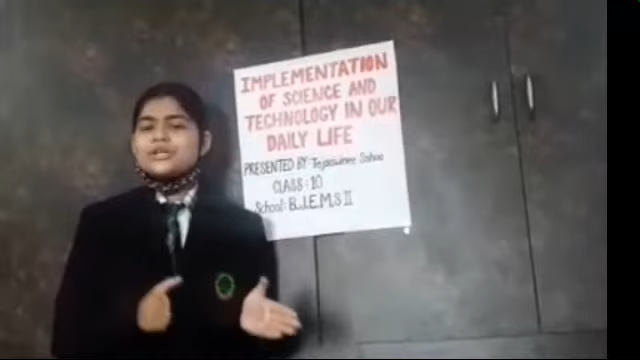 IMPLEMENTATION
OF SCIENCE AND
TECHNOLOGY IN OUR
DAILY LIFE
PRESENTED BY: Tejaswinee Sahoo
CLASS:10
School: B.J.E.M.S II